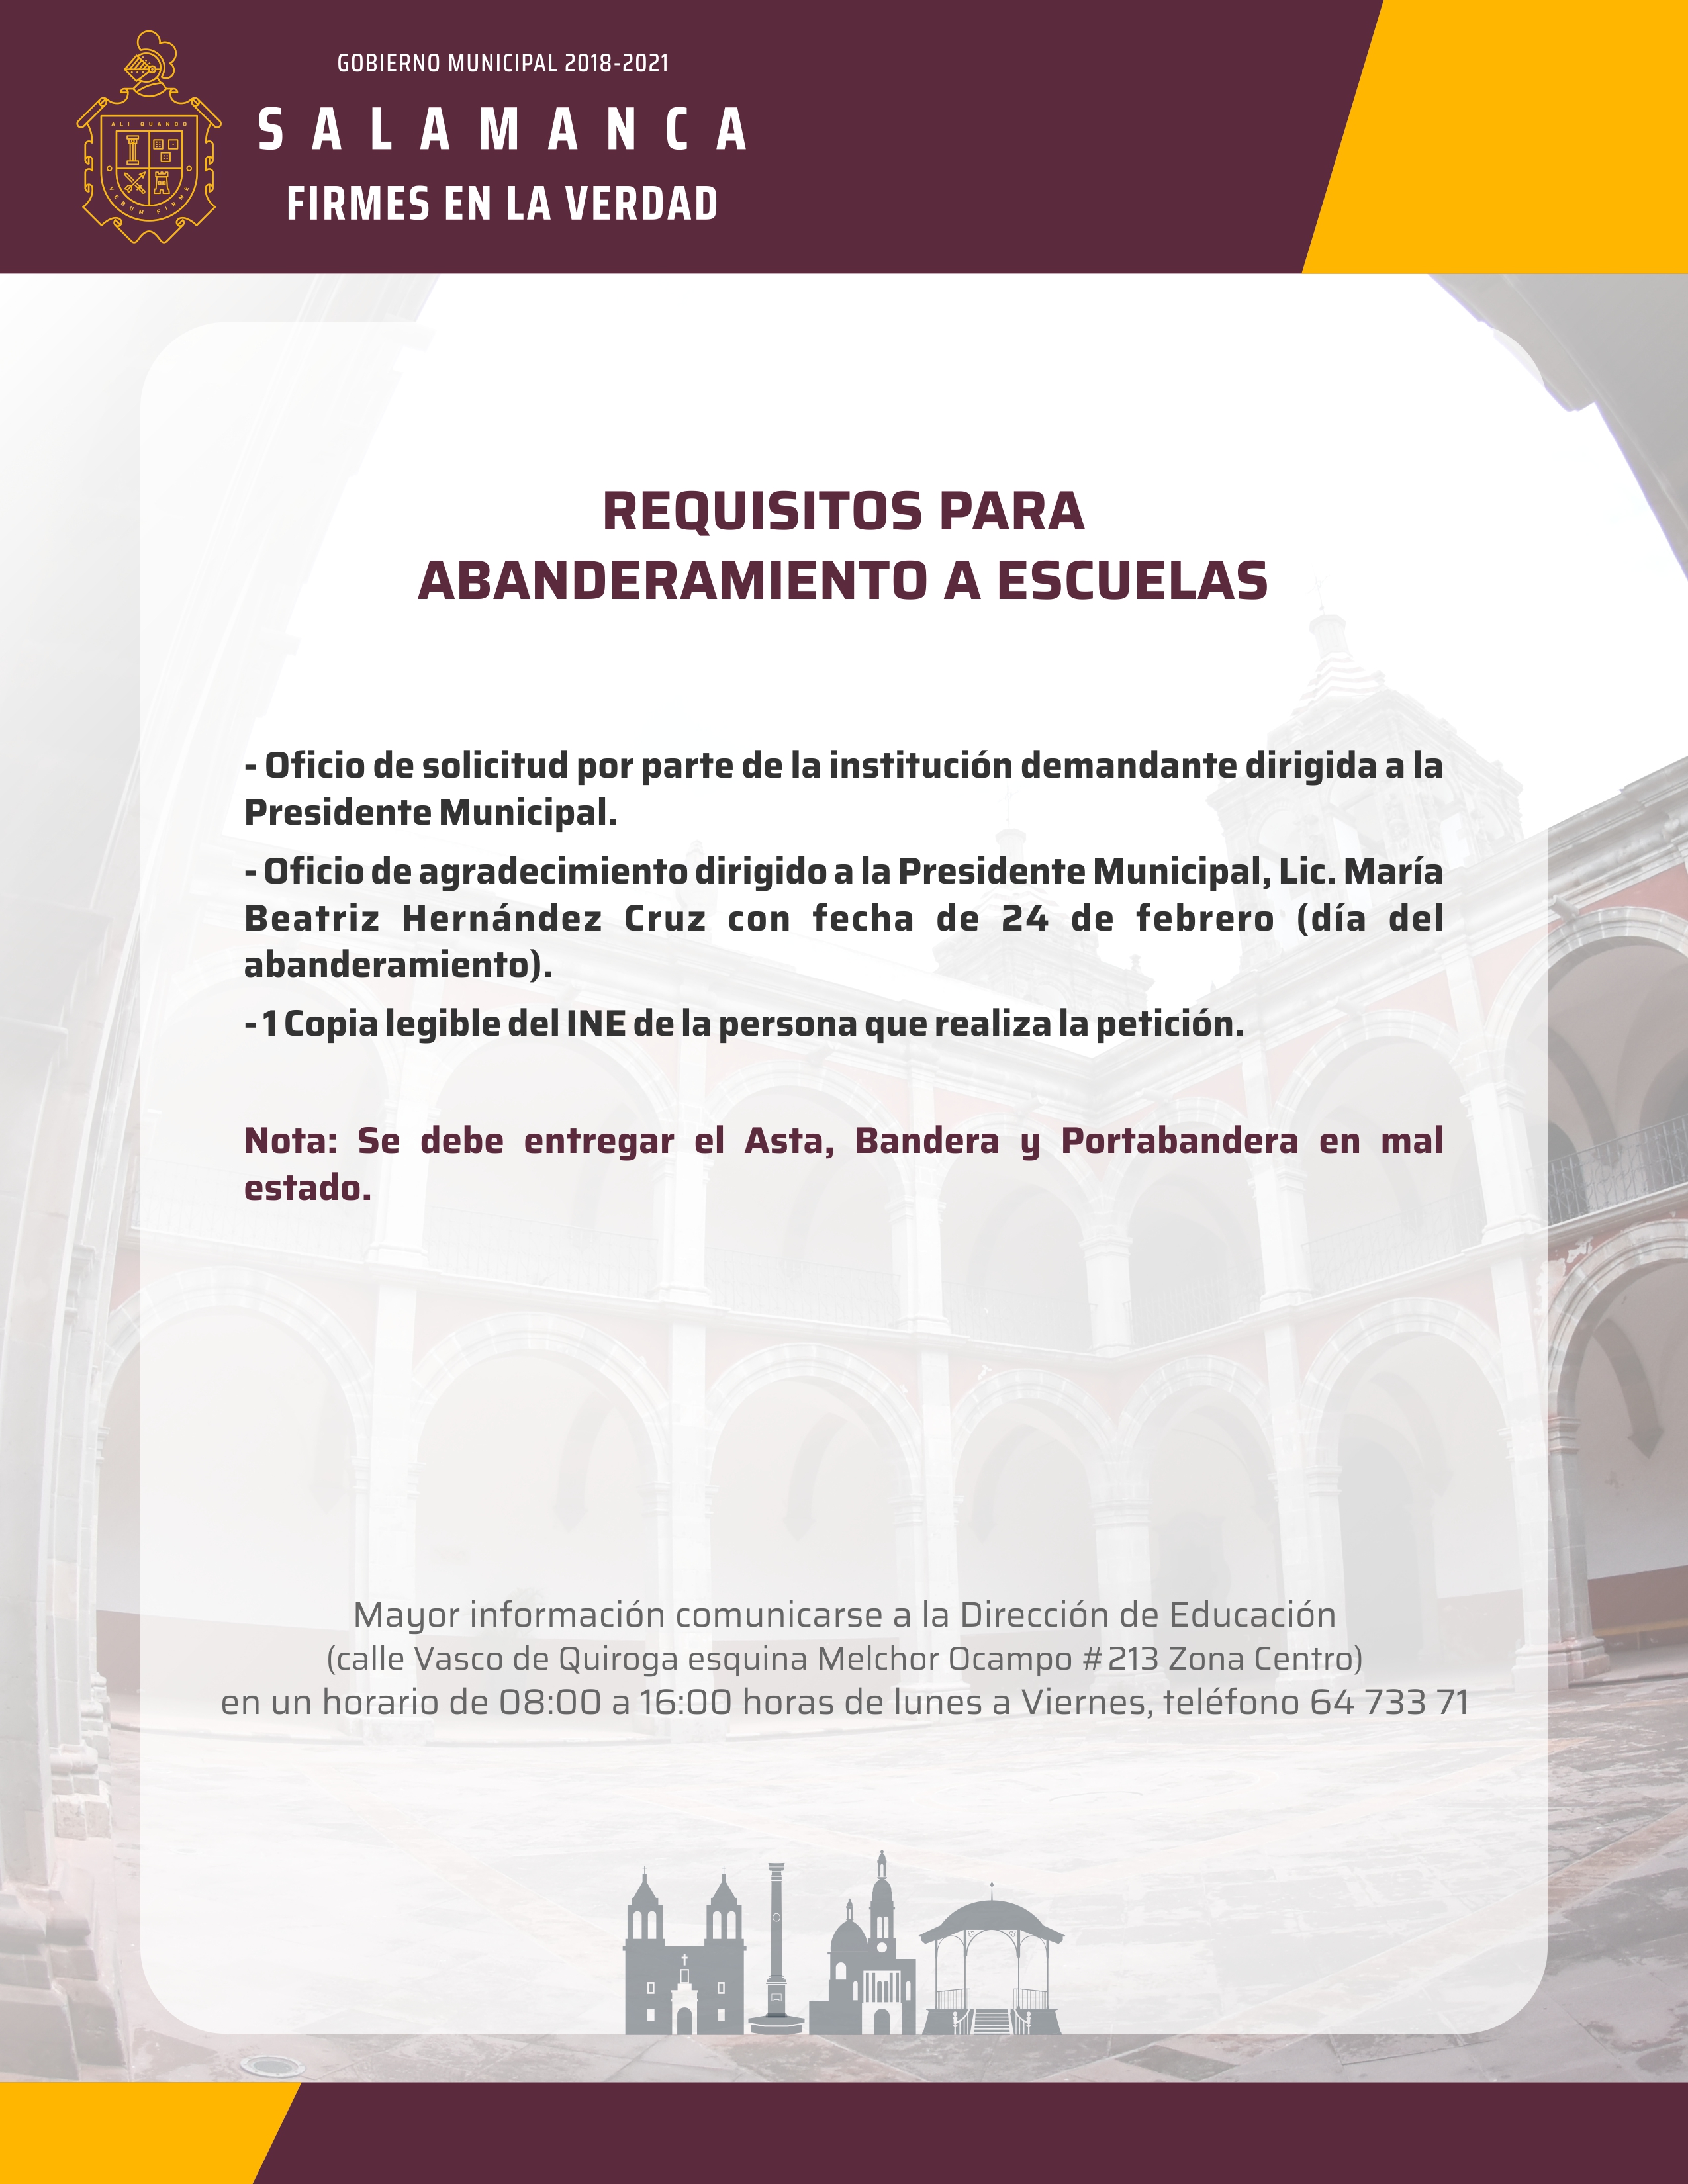 GOBIERNO MUNICIPAL 2018-2021
SALAMANCA
FIRMES EN LA VERDAD
ALI QUANDO
VERUM FIRME
REQUISITOS PARA
ABANDERAMIENTO A ESCUELAS
- Oficio de solicitud por parte de la institución demandante dirigida a la
Presidente Municipal.
- Oficio de agradecimiento dirigido a la Presidente Municipal, Lic. María
Beatriz Hernández Cruz con fecha de 24 de febrero (día del
abanderamiento).
- 1 Copia legible del INE de la persona que realiza la petición.
Nota: Se debe entregar el Asta, Bandera y Portabandera en mal
estado.
Mayor información comunicarse a la Dirección de Educación
(calle Vasco de Quiroga esquina Melchor Ocampo #213 Zona Centro)
en un horario de 08:00 a 16:00 horas de lunes a Viernes, teléfono 64 733 71